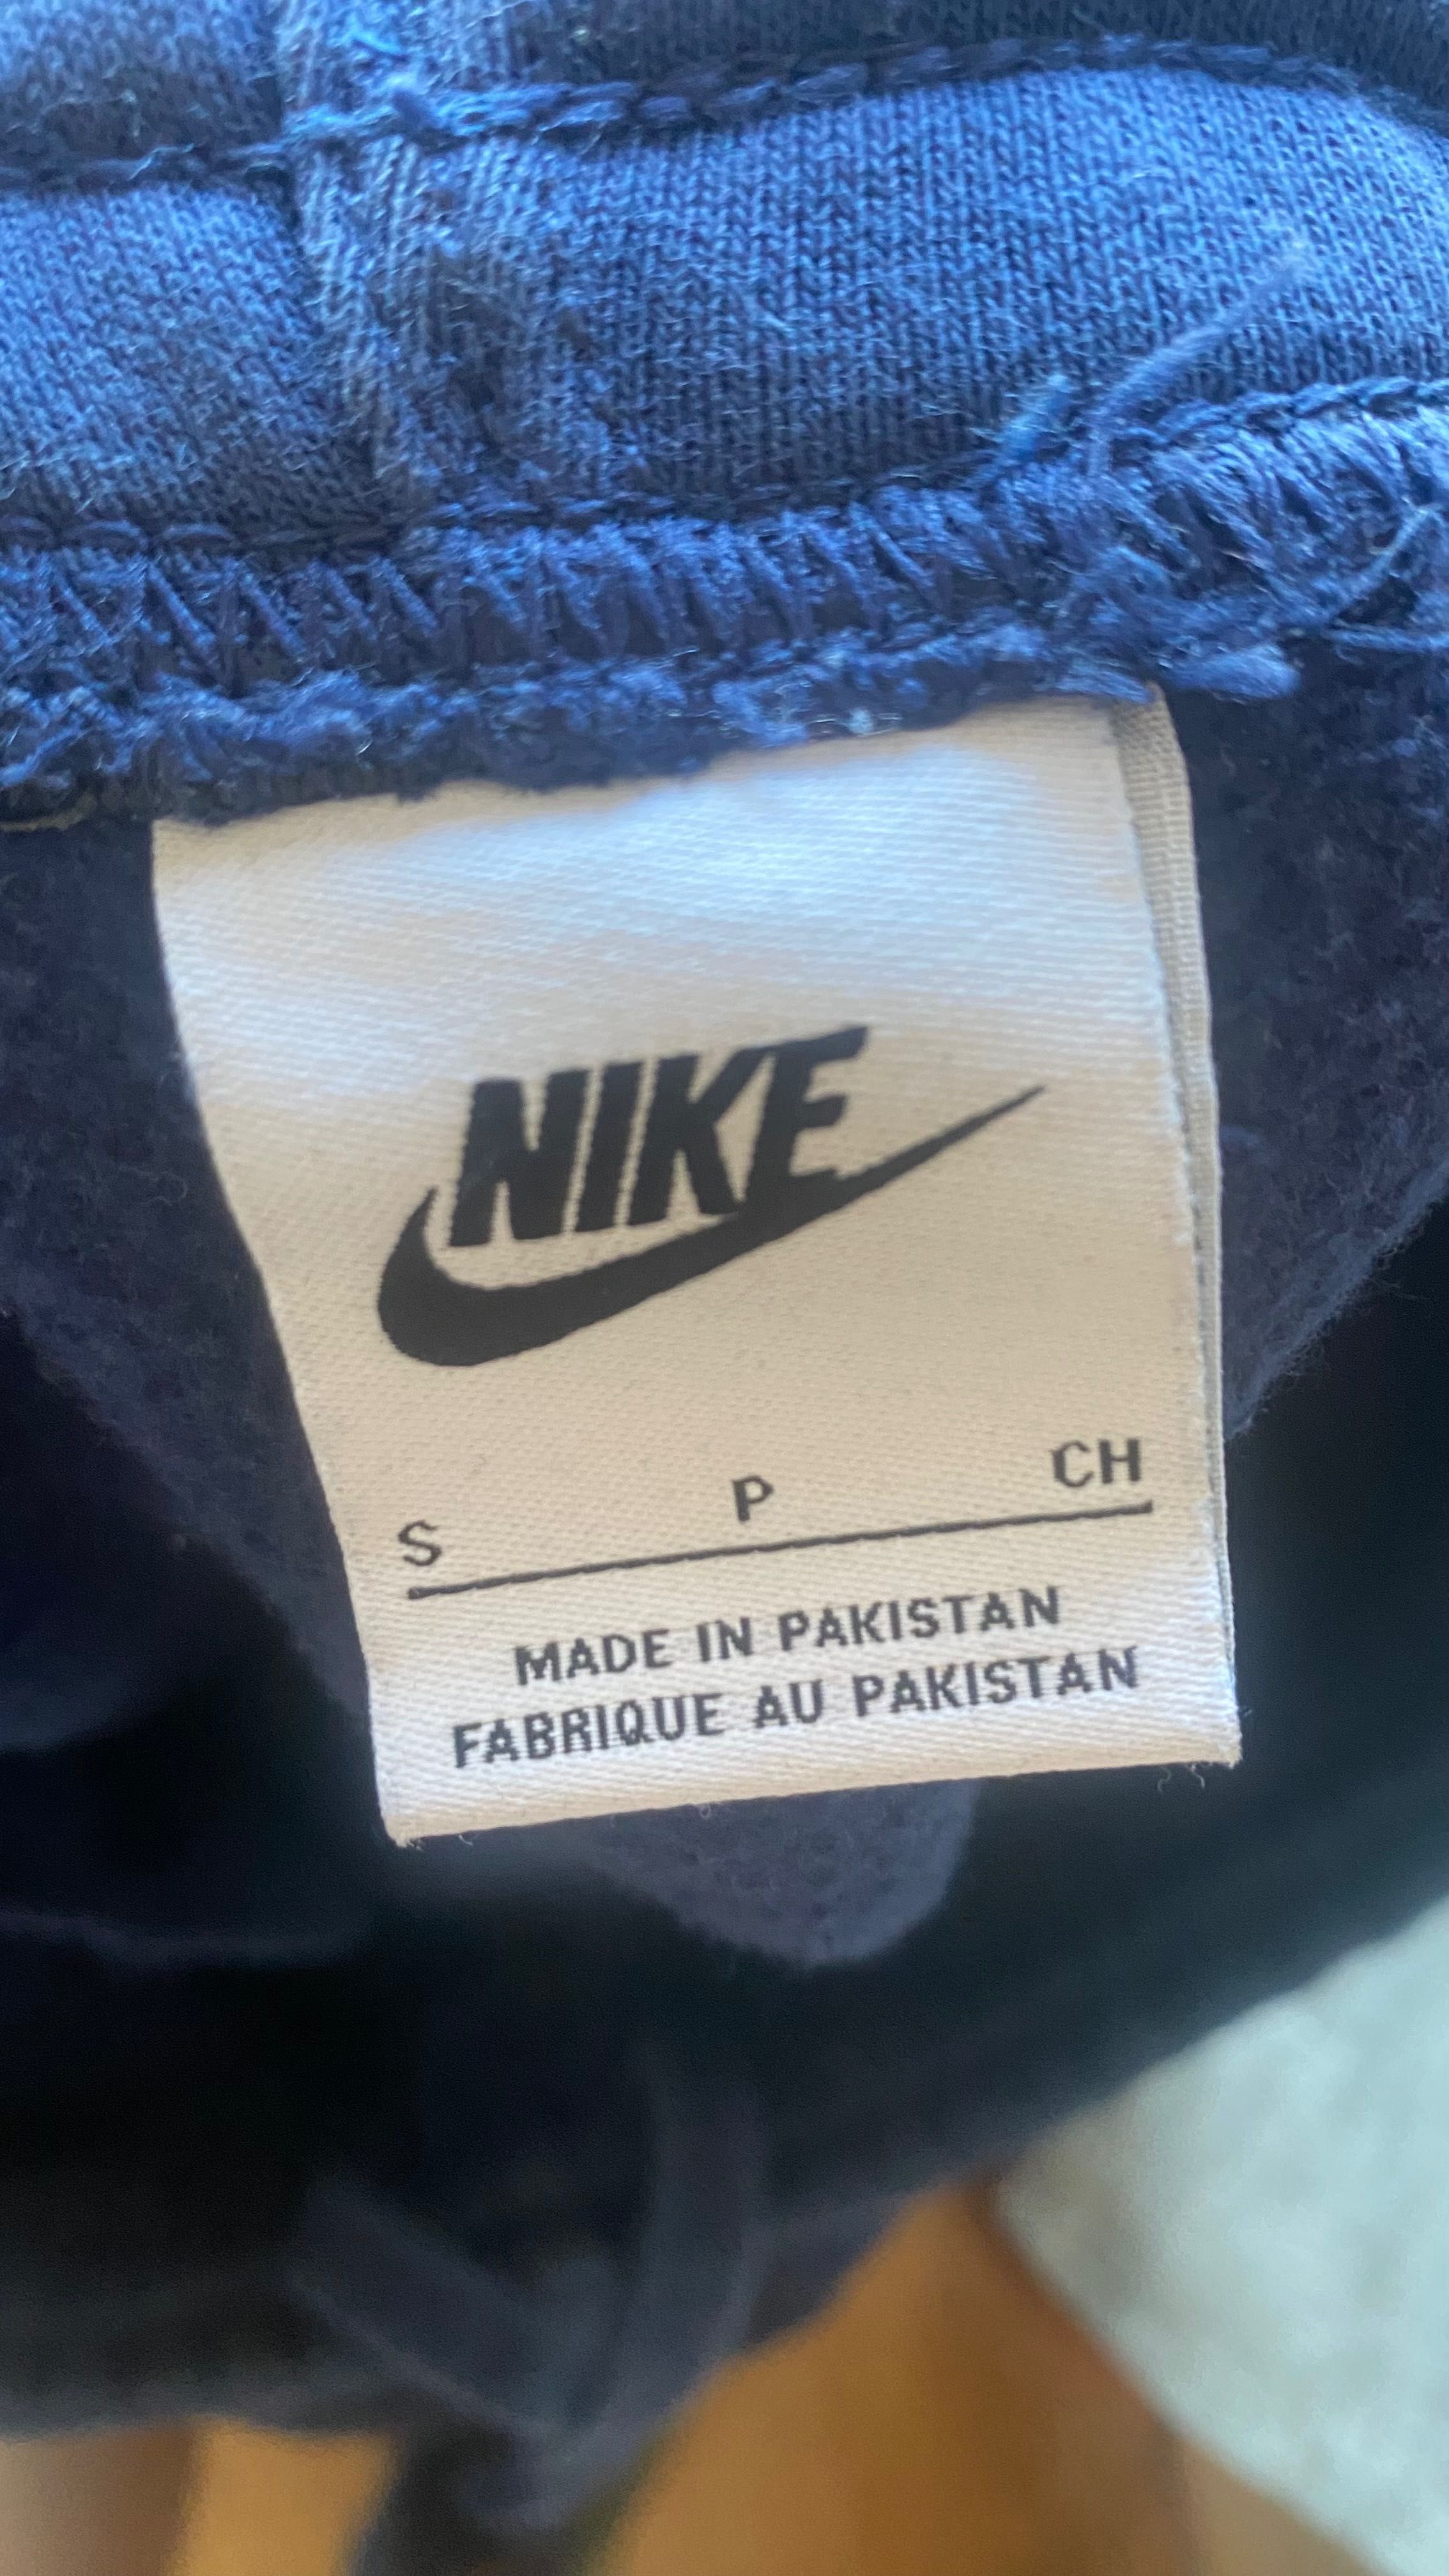 NIKE
S P CH
MADE IN PAKISTAN
FABRIQUE AU PAKISTAN